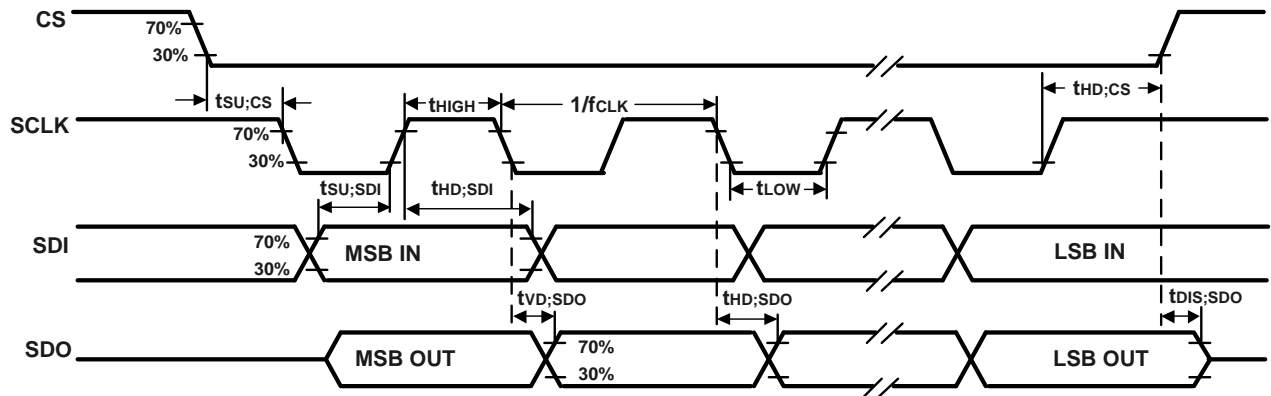 CS
70%
30%
tSU;CS
tHIGH
1/fCLK
tHD;CS
SCLK
70%
30%
tSU;SDI
tHD;SDI
tLOW
SDI
70%
30%
MSB IN
LSB IN
tVD;SDO
tHD;SDO
tDIS;SDO
SDO
MSB OUT
70%
30%
LSB OUT